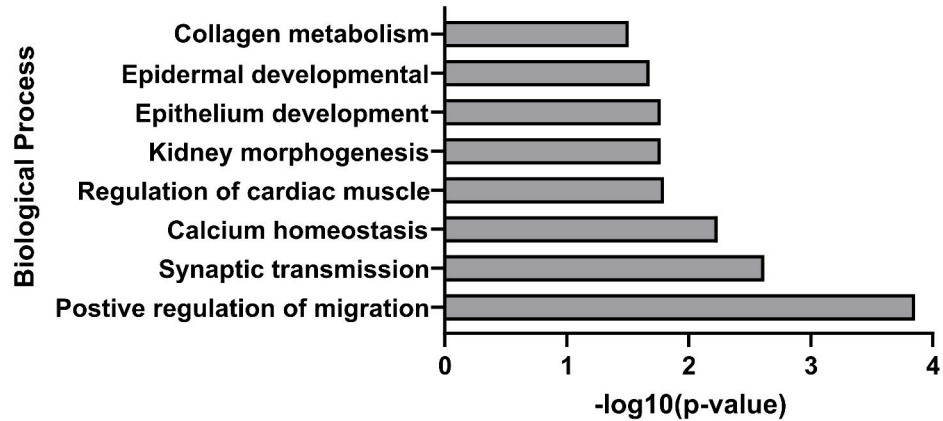 Biological Process
Collagen metabolism
Epidermal developmental
Epithelium development
Kidney morphogenesis
Regulation of cardiac muscle
Calcium homeostasis
Synaptic transmission
Postive regulation of migration
0 1 2 3 4
-log10(p-value)